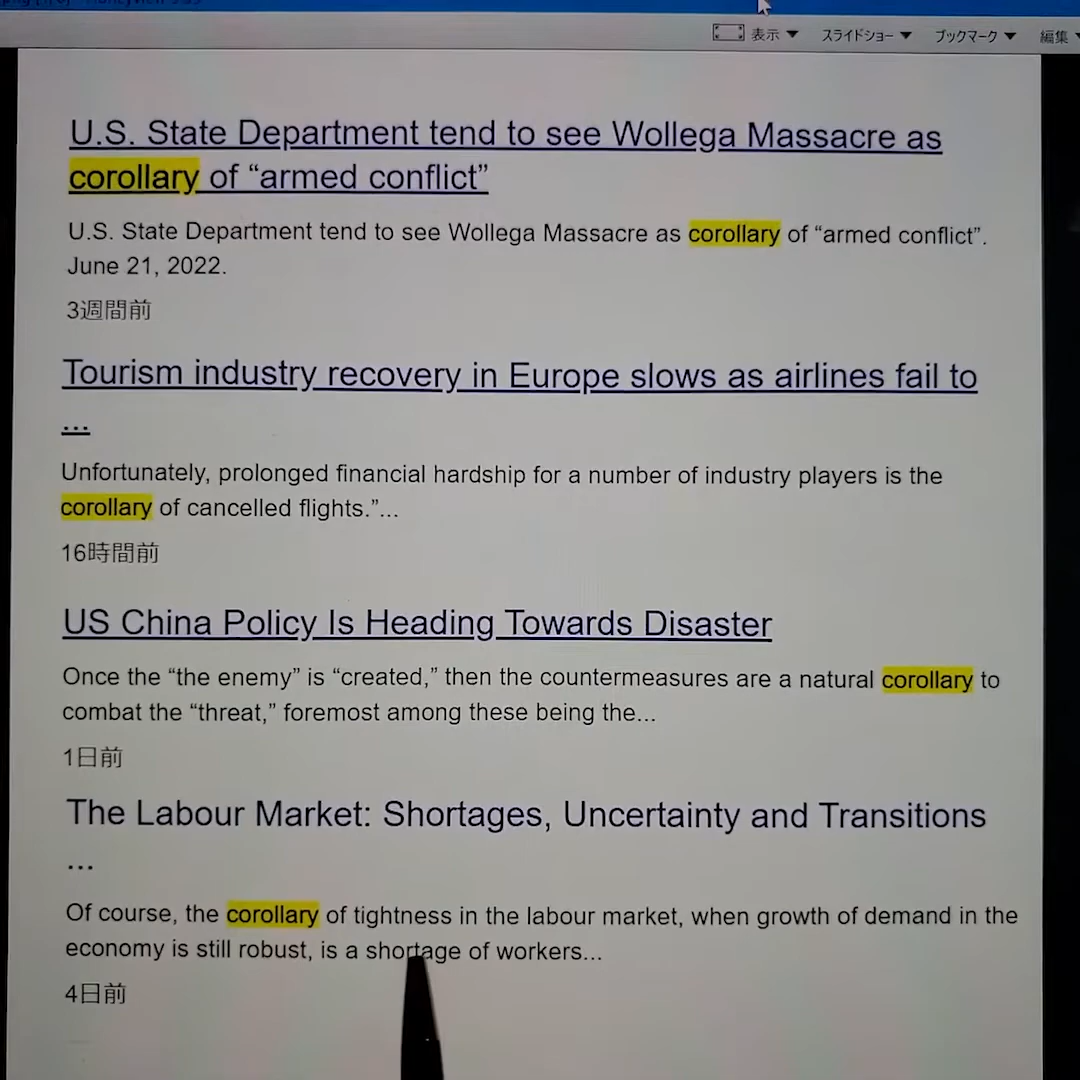 表示 ▼ スライドショー ▼ ブックマーク ▼ 編集
U.S. State Department tend to see Wollega Massacre as
corollary of “armed conflict”
U.S. State Department tend to see Wollega Massacre as corollary of “armed conflict”.
June 21, 2022.
3週間前
Tourism industry recovery in Europe slows as airlines fail to
...
Unfortunately, prolonged financial hardship for a number of industry players is the
corollary of cancelled flights.”...
16時間前
US China Policy Is Heading Towards Disaster
Once the “the enemy” is “created,” then the countermeasures are a natural corollary to
combat the “threat,” foremost among these being the...
1日前
The Labour Market: Shortages, Uncertainty and Transitions
...
Of course, the corollary of tightness in the labour market, when growth of demand in the
economy is still robust, is a shortage of workers...
4日前